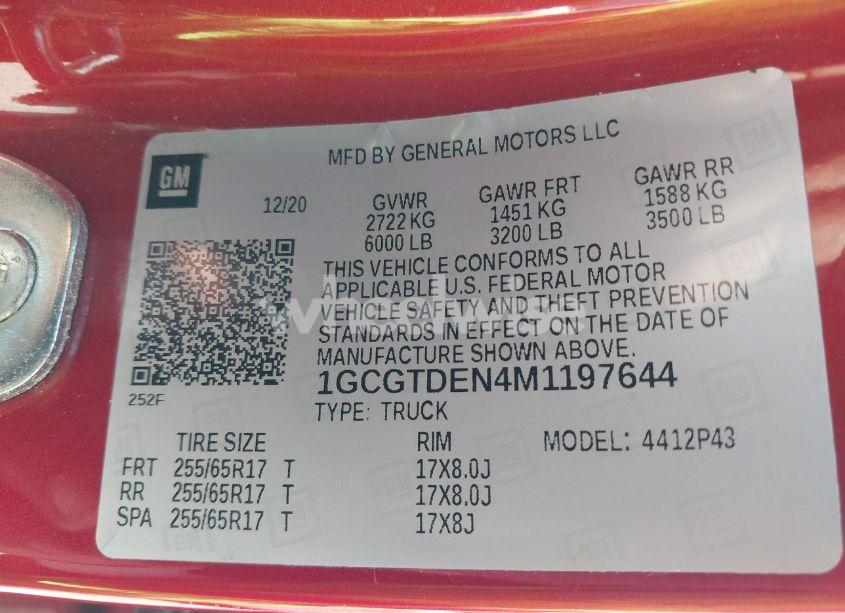 GM
MFD BY GENERAL MOTORS LLC
12/20
GVWR
2722 KG
6000 LB
GAWR FRT
1451 KG
3200 LB
GAWR RR
1588 KG
3500 LB
THIS VEHICLE CONFORMS TO ALL
APPLICABLE U.S. FEDERAL MOTOR
VEHICLE SAFETY AND THEFT PREVENTION
STANDARDS IN EFFECT ON THE DATE OF
MANUFACTURE SHOWN ABOVE.
252F
1GCGTDEN4M1197644
TYPE: TRUCK
TIRE SIZE RIM MODEL: 4412P43
FRT 255/65R17 T 17X8.0J
RR 255/65R17 T 17X8.0J
SPA 255/65R17 T 17X8J